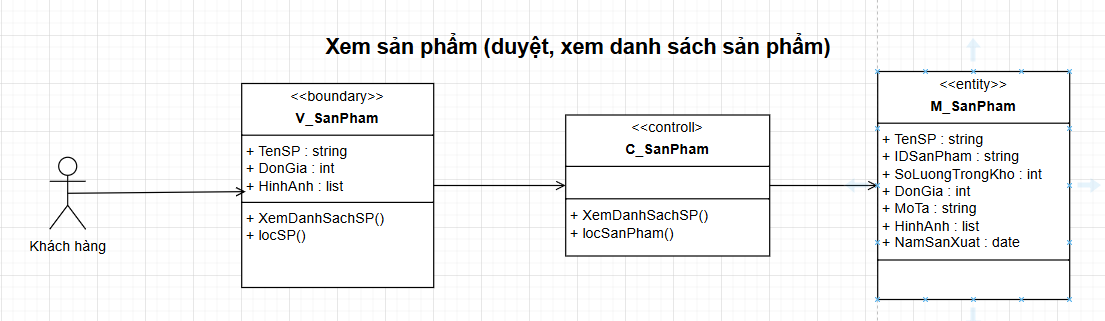 Xem sản phẩm (duyệt, xem danh sách sản phẩm)
Khách hàng
<<boundary>>
V_SanPham
+ TenSP : string
+ DonGia : int
+ HinhAnh : list
+ XemDanhSachSP()
+ locSP()
<<controll>
C_SanPham
+ XemDanhSachSP()
+ locSanPham()
<<entity>>
M_SanPham
+ TenSP : string
+ IDSanPham : string
+ SoLuongTrongKho : int
+ DonGia : int
+ MoTa : string
+ HinhAnh : list
+ NamSanXuat : date